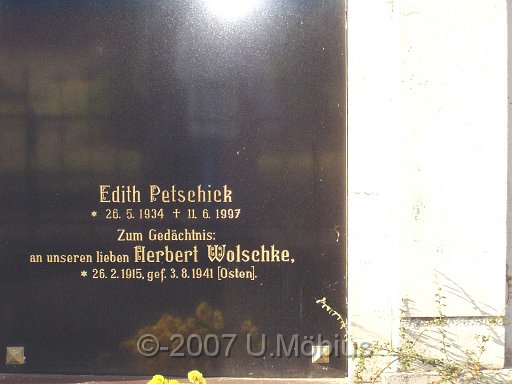 Edith Petschick
* 26. 5. 1934 † 11. 6. 1997
Zum Gedächtnis:
an unseren lieben Herbert Wolschke,
* 26. 2. 1915, gef. 3. 8. 1941 [Osten].
©-2007 U.Möbius